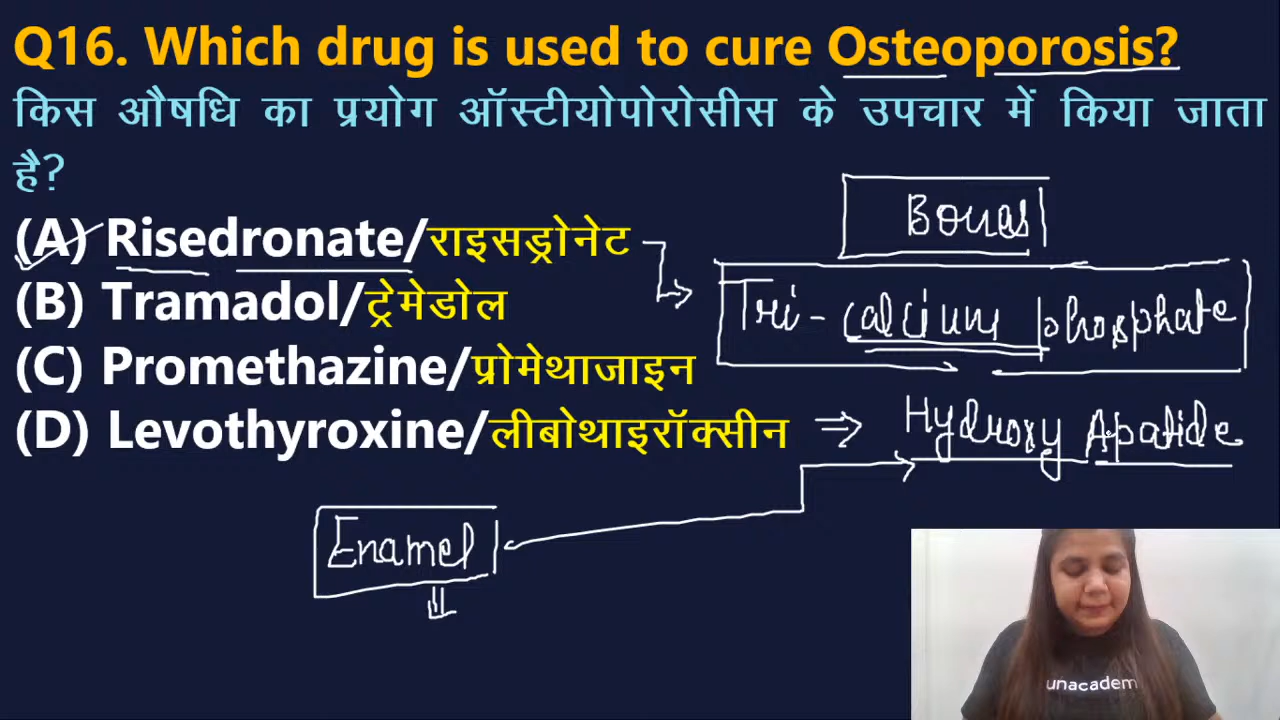 Q16. Which drug is used to cure Osteoporosis?
किस औषधि का प्रयोग ऑस्टीयोपोरोसीस के उपचार में किया जाता
है?
(A) Risedronate/राइसड्रोनेट
(B) Tramadol/ट्रेमेडोल
(C) Promethazine/प्रोमेथाजाइन
(D) Levothyroxine/लीबोथाइरॉक्सीन
Bones
Tri-calcium phosphate
Hydroxy Apatide
Enamel
unacadem